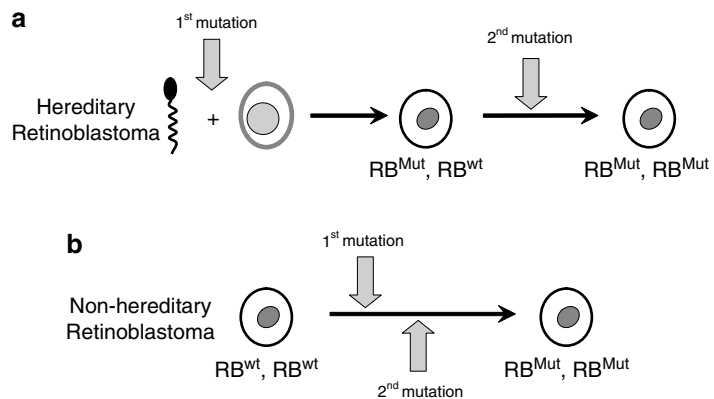 a
1st mutation
2nd mutation
Hereditary
Retinoblastoma
+
RBMut, RBwt
RBMut, RBMut
b
1st mutation
Non-hereditary
Retinoblastoma
RBwt, RBwt
RBMut, RBMut
2nd mutation